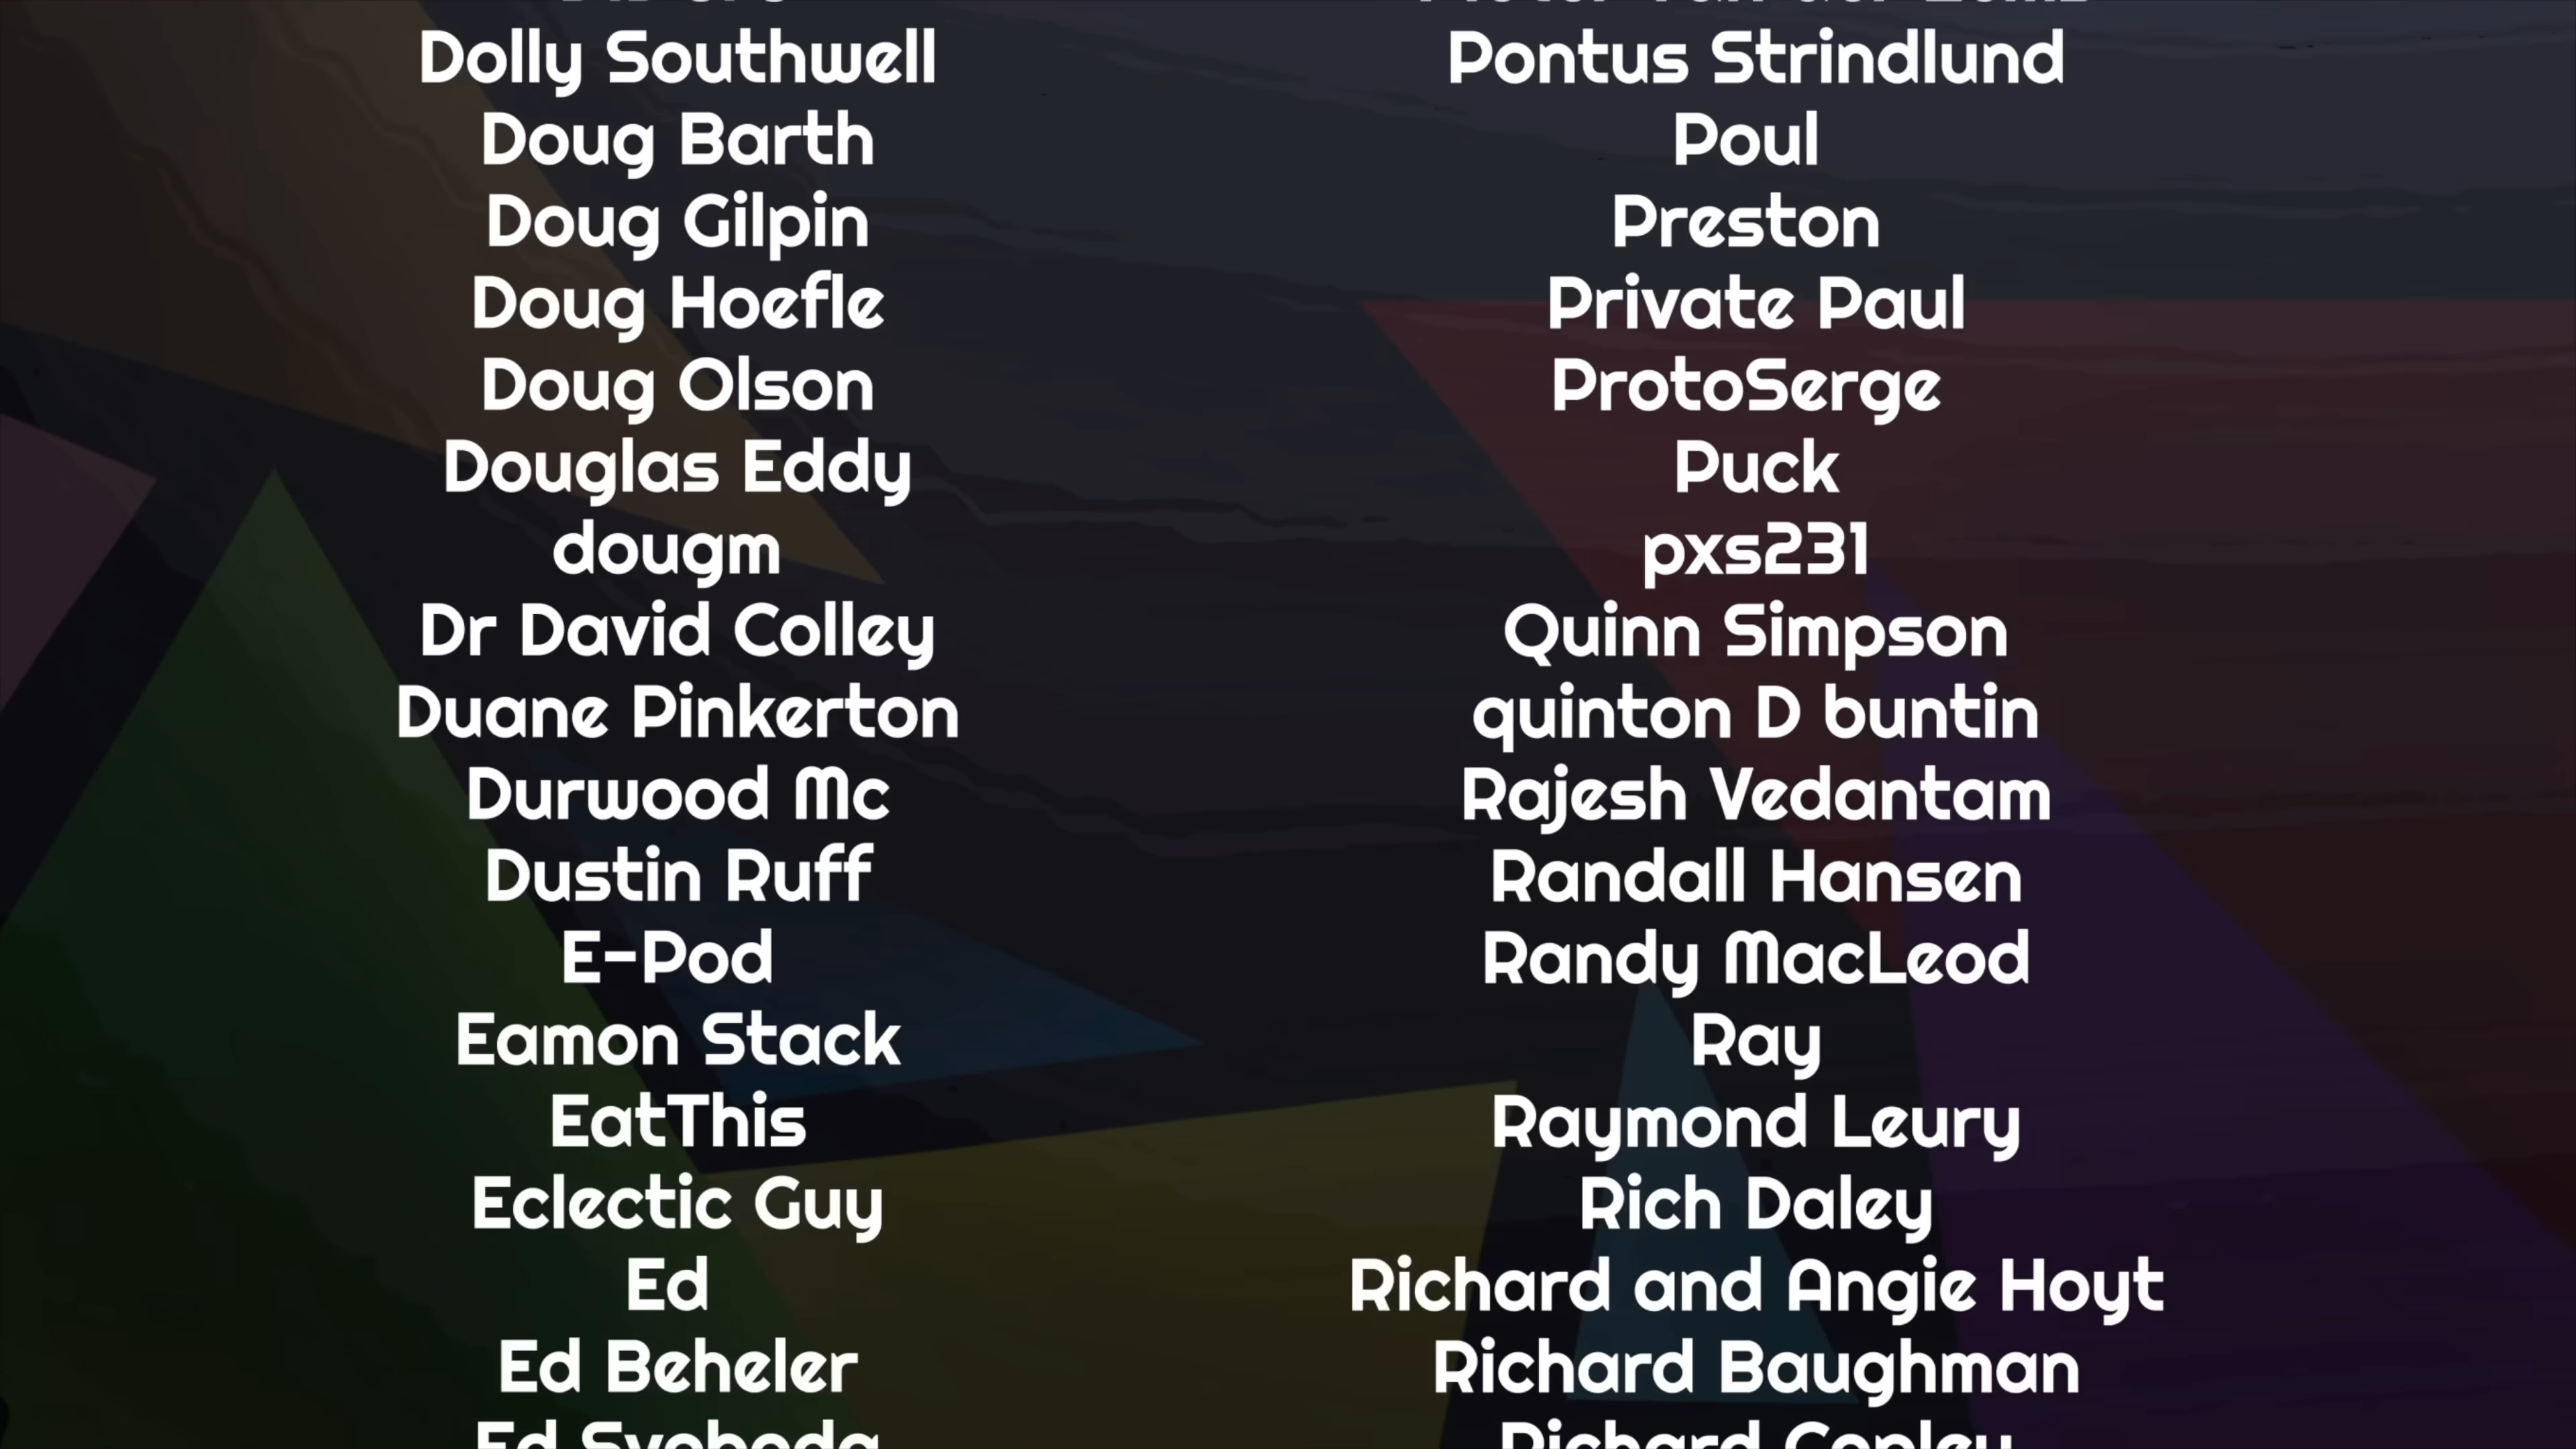 Dolly Southwell
Doug Barth
Doug Gilpin
Doug Hoefle
Doug Olson
Douglas Eddy
dougm
Dr David Colley
Duane Pinkerton
Durwood Mc
Dustin Ruff
E-Pod
Eamon Stack
EatThis
Eclectic Guy
Ed
Ed Beheler
Ed Svoboda
Pontus Strindlund
Poul
Preston
Private Paul
ProtoSerge
Puck
pxs231
Quinn Simpson
quinton D buntin
Rajesh Vedantam
Randall Hansen
Randy MacLeod
Ray
Raymond Leury
Rich Daley
Richard and Angie Hoyt
Richard Baughman
Richard